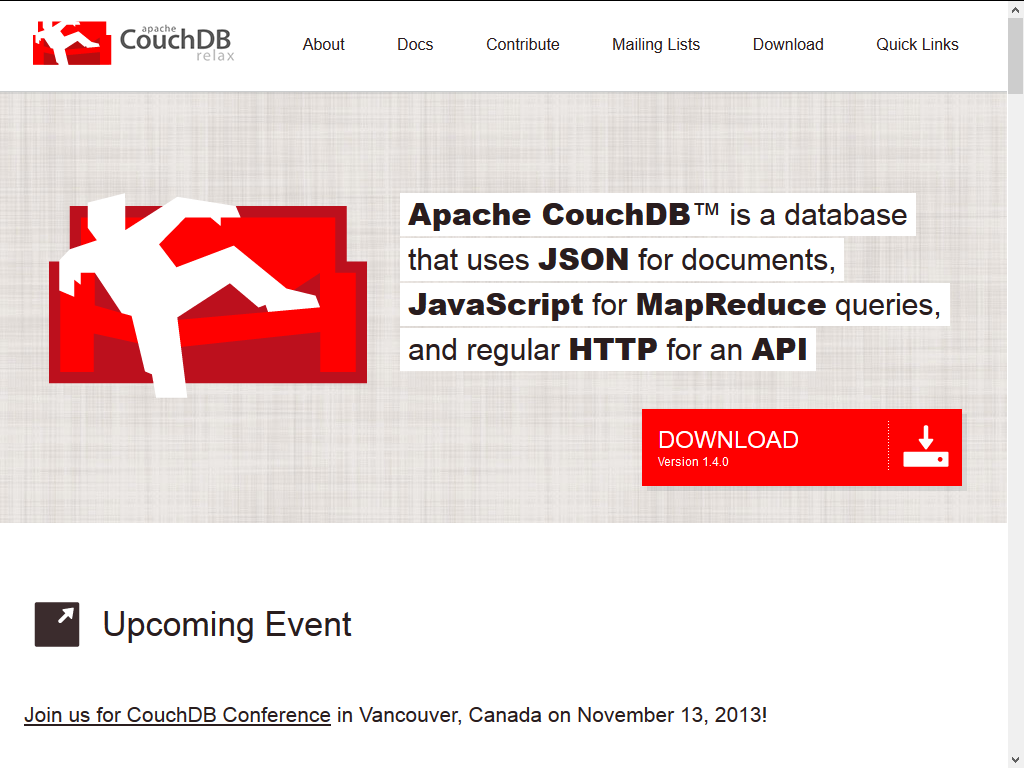 apache
CouchDB
relax
About Docs Contribute Mailing Lists Download Quick Links
Apache CouchDB™ is a database
that uses JSON for documents,
JavaScript for MapReduce queries,
and regular HTTP for an API
DOWNLOAD
Version 1.4.0
Upcoming Event
Join us for CouchDB Conference in Vancouver, Canada on November 13, 2013!